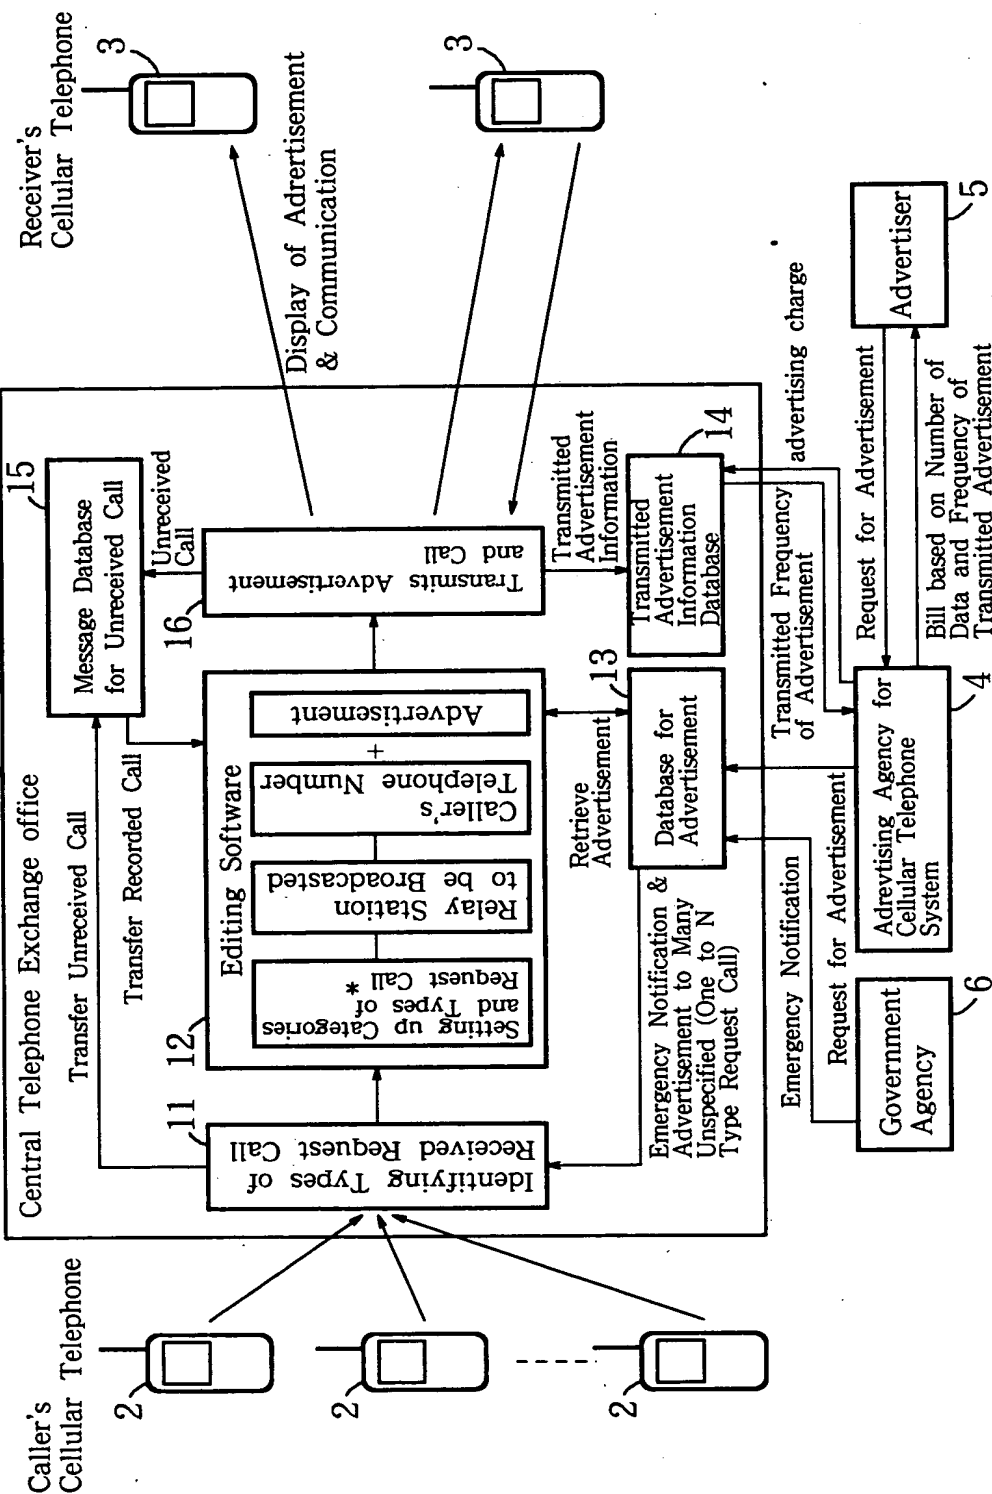 Caller's
Cellular Telephone
2
2
2
Central Telephone Exchange office
Transfer Unreceived Call
Transfer Recorded Call
11
Identifying Types of
Received Request Call
12
Editing Software
Setting up Categories
and Types of
Request Call *
Relay Station
to be Broadcasted
Caller's
Telephone Number
+
Advertisement
15
Message Database
for Unreceived Call
Unreceived
Call
16
Transmits Advertisement
and Call
Receiver's
Cellular Telephone
3
3
Display of Adrertisement
& Communication
Retrieve
Advertisement
13
Database for
Advertisement
Transmitted
Advertisement
Information
14
Transmitted
Advertisement
Information
Database
Emergency Notification &
Advertisement to Many
Unspecified (One to N
Type Request Call)
Emergency Notification
Request for Advertisement
Transmitted Frequency
of Advertisement
advertising charge
Government
Agency
6
Adrevtising Agency for
Cellular Telephone
System
4
Request for Advertisement
Bill based on Number of
Data and Frequency of
Transmitted Advertisement
Advertiser
5